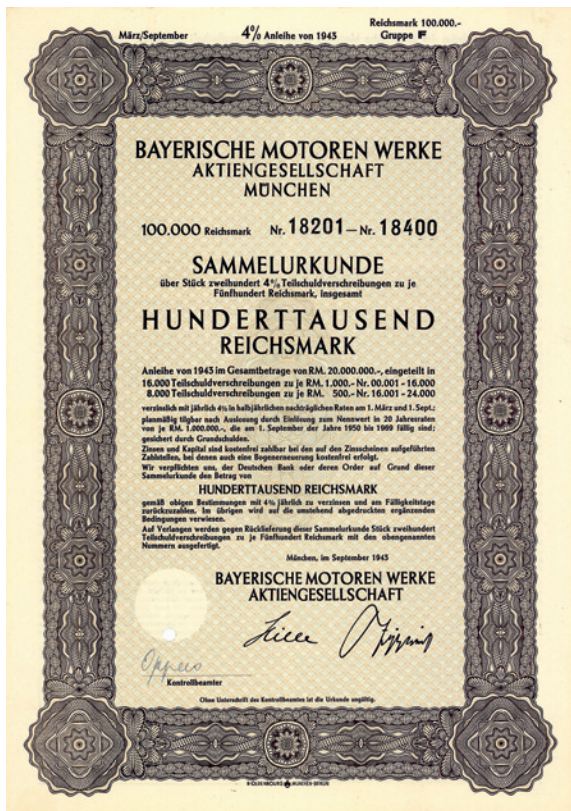 März/September
4% Anleihe von 1943
Reichsmark 100.000.-
Gruppe F
BAYERISCHE MOTOREN WERKE
AKTIENGESELLSCHAFT
MÜNCHEN
100.000 Reichsmark Nr. 18201 — Nr. 18400
SAMMELURKUNDE
über Stück zweihundert 4% Teilschuldverschreibungen zu je
Fünfhundert Reichsmark, insgesamt
HUNDERTTAUSEND
REICHSMARK
Anleihe von 1943 im Gesamtbetrage von RM. 20.000.000.-, eingeteilt in
16.000 Teilschuldverschreibungen zu je RM. 1.000.- Nr. 00.001 - 16.000
8.000 Teilschuldverschreibungen zu je RM. 500.- Nr. 16.001 - 24.000
verzinslich mit jährlich 4% in halbjährlichen nachträglichen Raten am 1. März und 1. Sept.;
planmäßig tilgbar nach Auslosung durch Einlösung zum Nennwert in 20 Jahresraten
von je RM. 1.000.000.-, die am 1. September der Jahre 1950 bis 1969 fällig sind;
gesichert durch Grundschulden.
Zinsen und Kapital sind kostenfrei zahlbar bei den auf den Zinsscheinen aufgeführten
Zahlstellen, bei denen auch eine Bogenerneuerung kostenfrei erfolgt.
Wir verpflichten uns, der Deutschen Bank oder deren Order auf Grund dieser
Sammelurkunde den Betrag von
HUNDERTTAUSEND REICHSMARK
gemäß obigen Bestimmungen mit 4% jährlich zu verzinsen und am Fälligkeitstage
zurückzuzahlen. Im übrigen wird auf die umstehend abgedruckten ergänzenden
Bedingungen verwiesen.
Auf Verlangen werden gegen Rücklieferung dieser Sammelurkunde Stück zweihundert
Teilschuldverschreibungen zu je Fünfhundert Reichsmark mit den obengenannten
Nummern ausgefertigt.
München, im September 1943
BAYERISCHE MOTOREN WERKE
AKTIENGESELLSCHAFT
Kontrollbeamter
Ohne Unterschrift des Kontrollbeamten ist die Urkunde ungültig.
R·OLDENBOURG MÜNCHEN·BERLIN